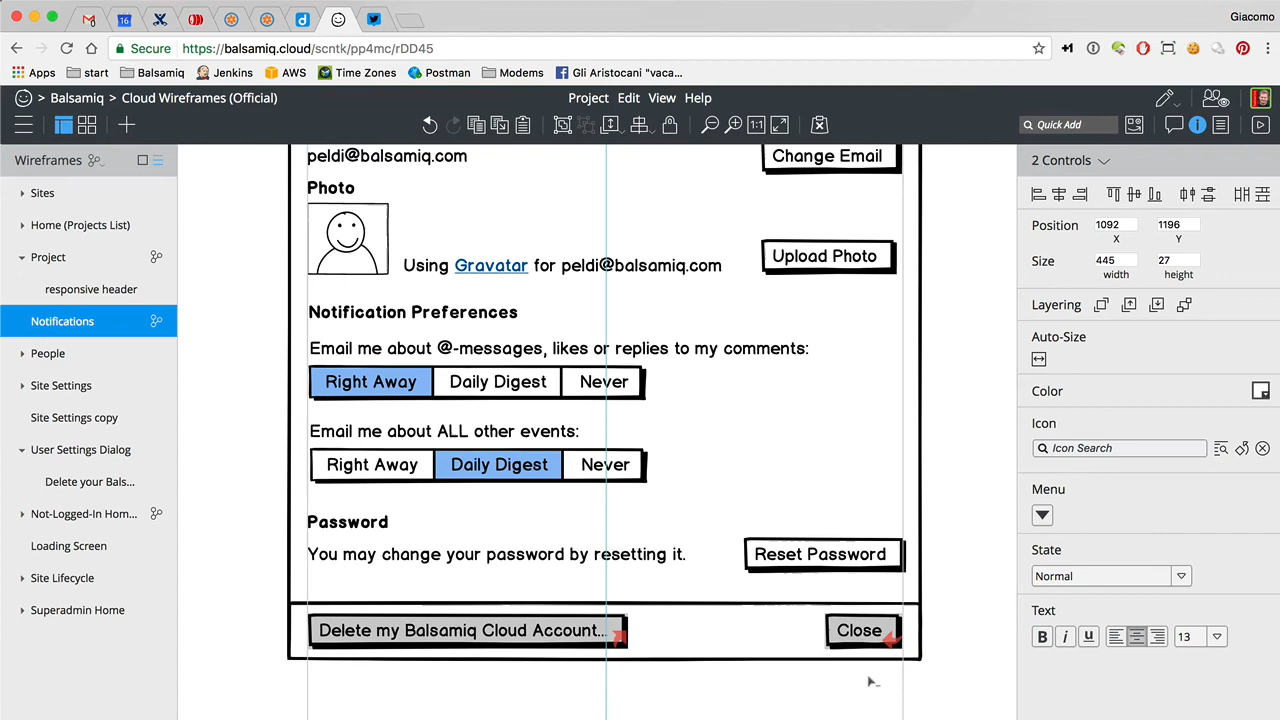 Giacomo
16
Secure
https://balsamiq.cloud/scntk/pp4mc/rDD45
+1
Apps
start
Balsamiq
Jenkins
AWS
Time Zones
Postman
Modems
Gli Aristocani "vaca...
Balsamiq > Cloud Wireframes (Official)
Project Edit View Help
1:1
Quick Add
Wireframes
Sites
Home (Projects List)
Project
responsive header
Notifications
People
Site Settings
Site Settings copy
User Settings Dialog
Delete your Bals...
Not-Logged-In Hom...
Loading Screen
Site Lifecycle
Superadmin Home
peldi@balsamiq.com
Change Email
Photo
Using Gravatar for peldi@balsamiq.com
Upload Photo
Notification Preferences
Email me about @-messages, likes or replies to my comments:
Right Away Daily Digest Never
Email me about ALL other events:
Right Away Daily Digest Never
Password
You may change your password by resetting it.
Reset Password
Delete my Balsamiq Cloud Account...
Close
2 Controls
Position 1092 1196
X Y
Size 445 27
width height
Layering
Auto-Size
Color
Icon
Icon Search
Menu
State
Normal
Text
B i u 13